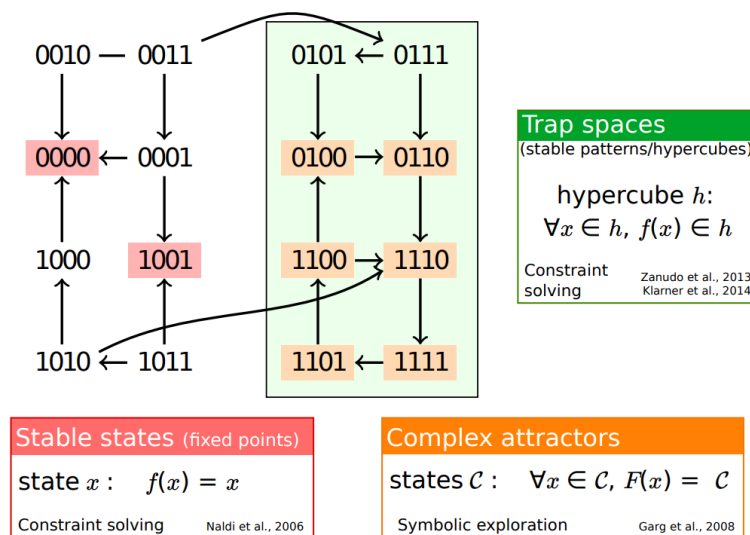 0010 0011 0101 0111
0000 0001 0100 0110
1000 1001 1100 1110
1010 1011 1101 1111
Trap spaces
(stable patterns/hypercubes)
hypercube h:
∀x ∈ h, f(x) ∈ h
Constraint solving
Zanudo et al., 2013
Klarner et al., 2014
Stable states (fixed points)
state x : f(x) = x
Constraint solving Naldi et al., 2006
Complex attractors
states C : ∀x ∈ C, F(x) = C
Symbolic exploration Garg et al., 2008